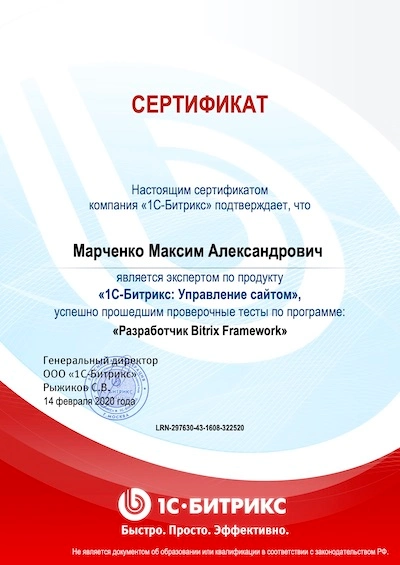 СЕРТИФИКАТ
Настоящим сертификатом
компания «1С-Битрикс» подтверждает, что
Марченко Максим Александрович
является экспертом по продукту
«1С-Битрикс: Управление сайтом»,
успешно прошедшим проверочные тесты по программе:
«Разработчик Bitrix Framework»
Генеральный директор
ООО «1С-Битрикс»
Рыжиков С.В.
14 февраля 2020 года
LRN-297630-43-1608-322520
1С·БИТРИКС
Быстро. Просто. Эффективно.
Не является документом об образовании или квалификации в соответствии с законодательством РФ.